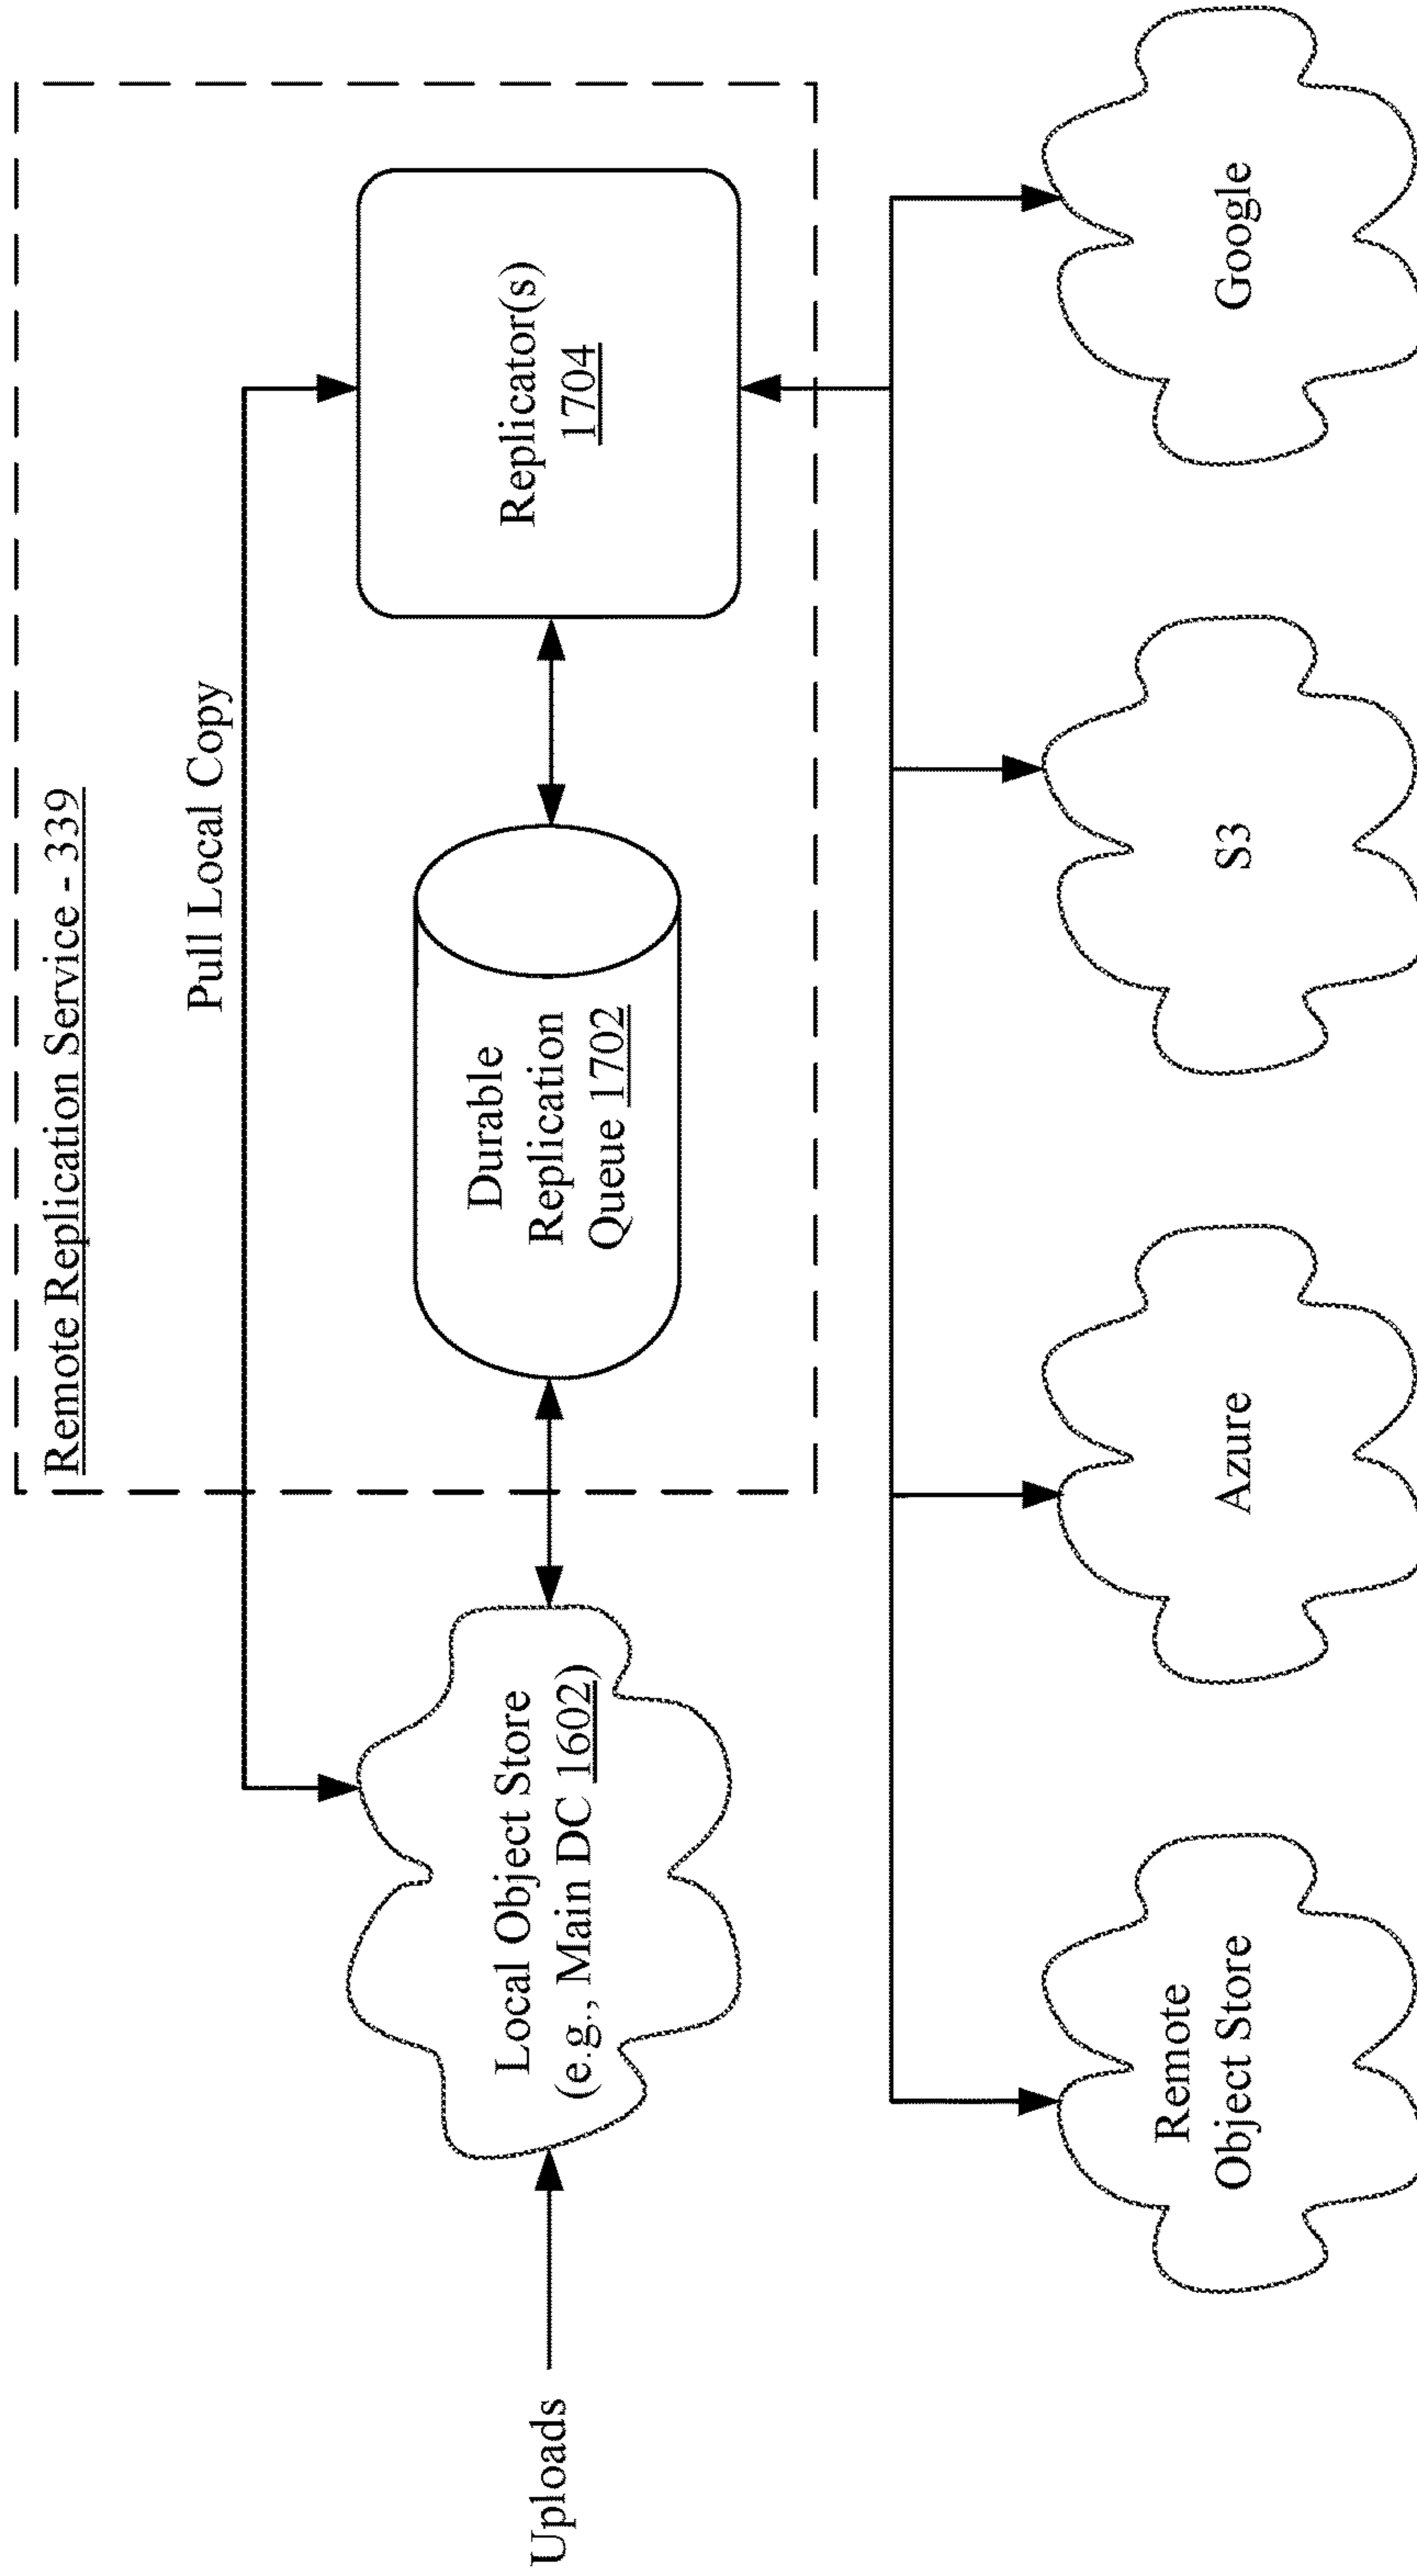 Remote Replication Service - 339
Pull Local Copy
Uploads
Local Object Store
(e.g., Main DC 1602)
Durable
Replication
Queue 1702
Replicator(s)
1704
Remote
Object Store
Azure
S3
Google